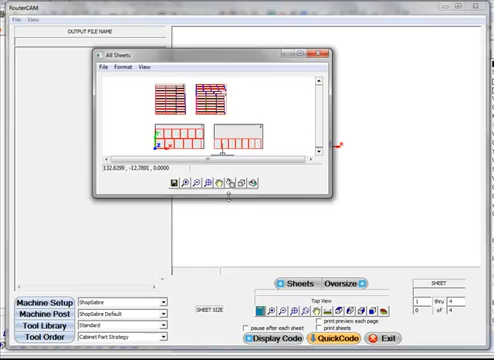 RouterCAM
File View
OUTPUT FILE NAME
All Sheets
File Format View
Y
Z X
X
132.8299 , -12.7891, 0.0000
Sheets Oversize
Machine Setup ShopSabre
Machine Post ShopSabre Default
Tool Library Standard
Tool Order Cabinet Part Strategy
SHEET SIZE
Top View
SHEET
1 thru 4
0 of 4
print preview each page
pause after each sheet print sheets
Display Code QuickCode Exit